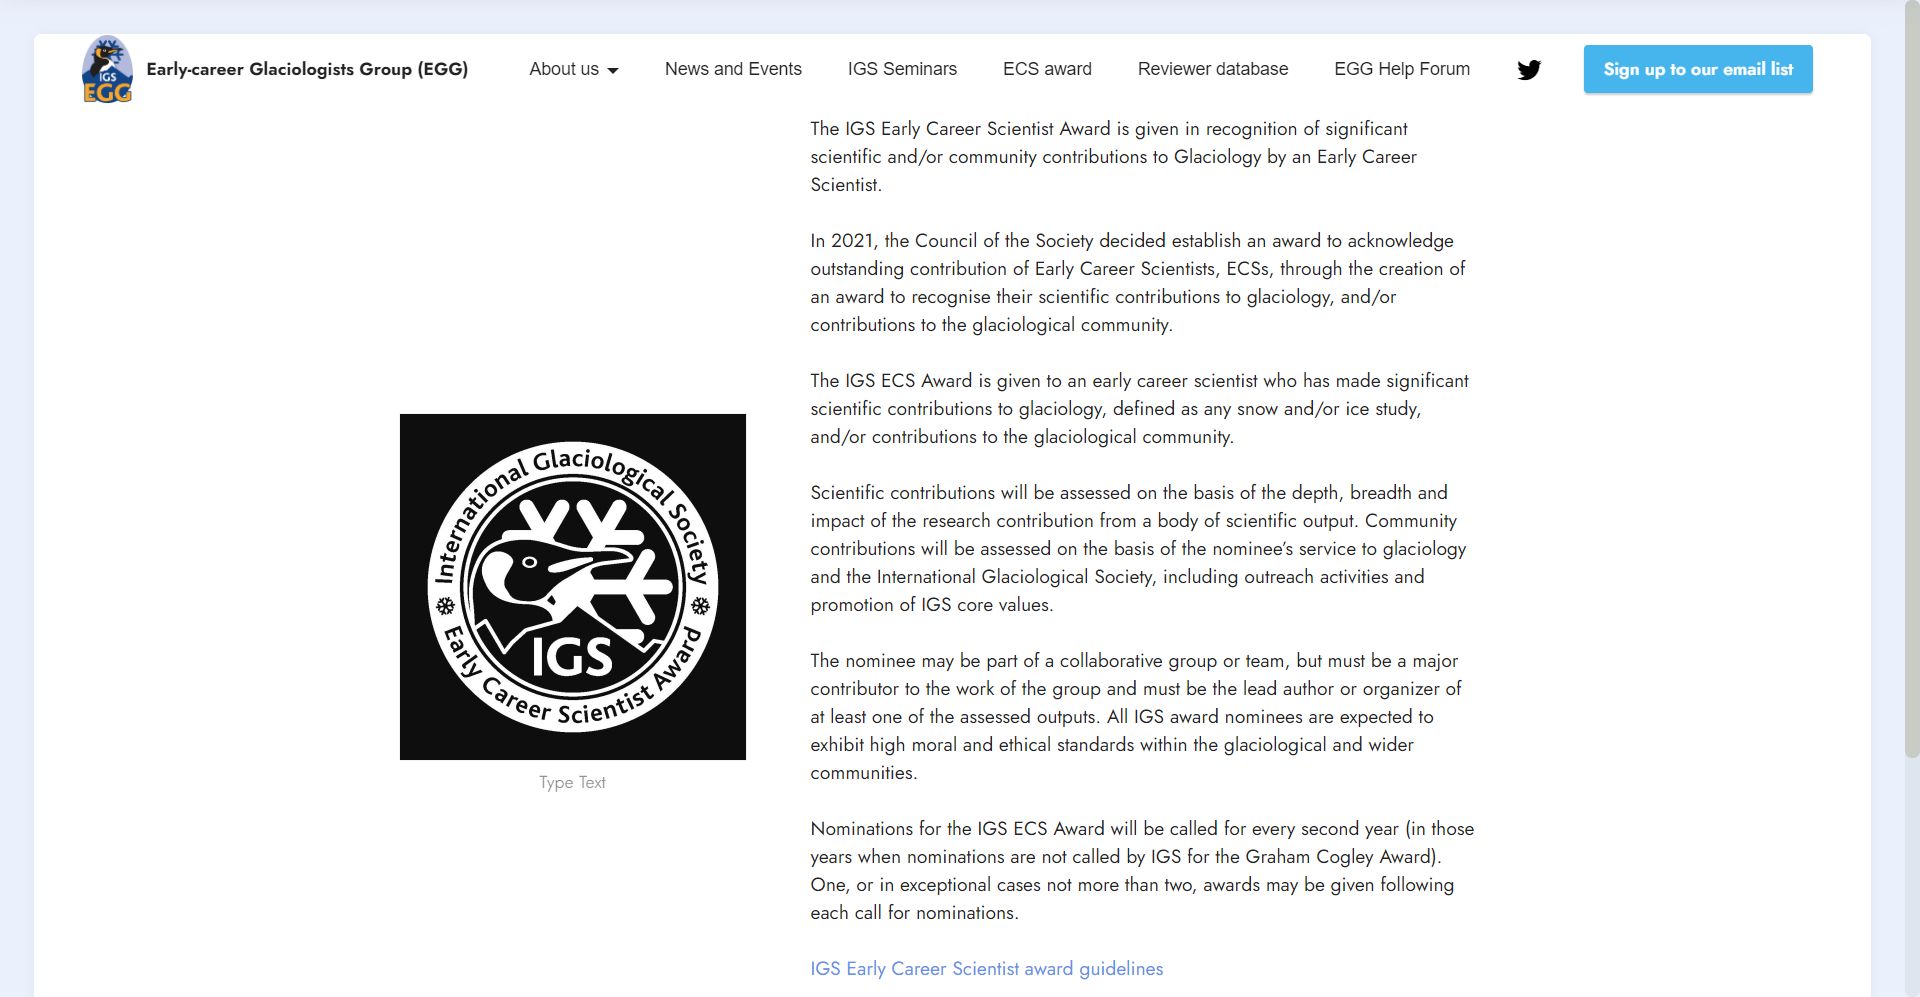 IGS
EGG
Early-career Glaciologists Group (EGG)
About us
News and Events
IGS Seminars
ECS award
Reviewer database
EGG Help Forum
Sign up to our email list
The IGS Early Career Scientist Award is given in recognition of significant
scientific and/or community contributions to Glaciology by an Early Career
Scientist.
In 2021, the Council of the Society decided establish an award to acknowledge
outstanding contribution of Early Career Scientists, ECSs, through the creation of
an award to recognise their scientific contributions to glaciology, and/or
contributions to the glaciological community.
The IGS ECS Award is given to an early career scientist who has made significant
scientific contributions to glaciology, defined as any snow and/or ice study,
and/or contributions to the glaciological community.
Scientific contributions will be assessed on the basis of the depth, breadth and
impact of the research contribution from a body of scientific output. Community
contributions will be assessed on the basis of the nominee's service to glaciology
and the International Glaciological Society, including outreach activities and
promotion of IGS core values.
The nominee may be part of a collaborative group or team, but must be a major
contributor to the work of the group and must be the lead author or organizer of
at least one of the assessed outputs. All IGS award nominees are expected to
exhibit high moral and ethical standards within the glaciological and wider
communities.
Nominations for the IGS ECS Award will be called for every second year (in those
years when nominations are not called by IGS for the Graham Cogley Award).
One, or in exceptional cases not more than two, awards may be given following
each call for nominations.
IGS Early Career Scientist award guidelines
International Glaciological Society
IGS
Early Career Scientist Award
Type Text